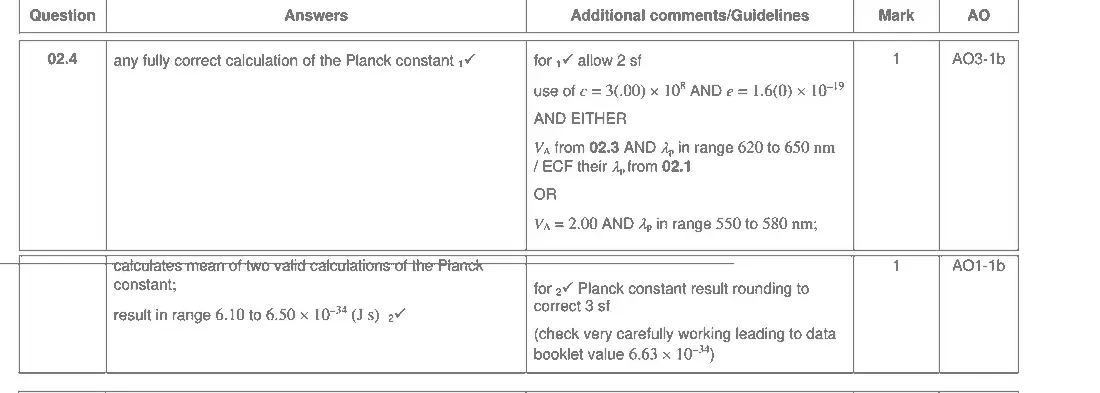 Question Answers Additional comments/Guidelines Mark AO
02.4 any fully correct calculation of the Planck constant ₁✓ for ₁✓ allow 2 sf 1 AO3-1b
use of c = 3(.00) × 10⁸ AND e = 1.6(0) × 10⁻¹⁹
AND EITHER
V_A from 02.3 AND λ_p in range 620 to 650 nm
/ ECF their λ_p from 02.1
OR
V_A = 2.00 AND λ_p in range 550 to 580 nm;
calculates mean of two valid calculations of the Planck 1 AO1-1b
constant;
result in range 6.10 to 6.50 × 10⁻³⁴ (J s) ₂✓
for ₂✓ Planck constant result rounding to
correct 3 sf
(check very carefully working leading to data
booklet value 6.63 × 10⁻³⁴)